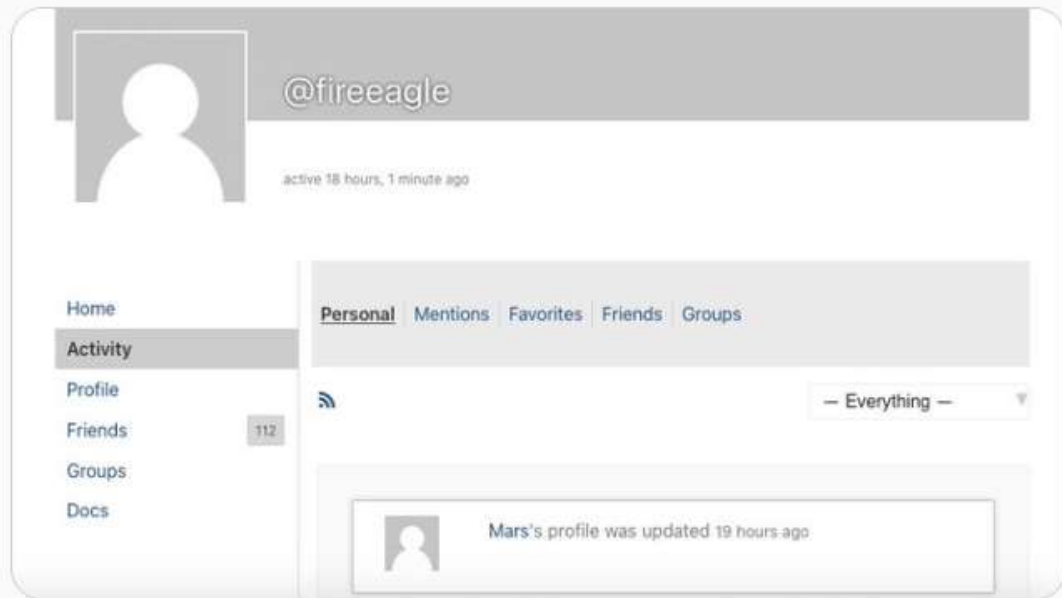 @fireeagle
active 18 hours, 1 minute ago
Home
Activity
Profile
Friends 112
Groups
Docs
Personal Mentions Favorites Friends Groups
— Everything —
Mars's profile was updated 19 hours ago